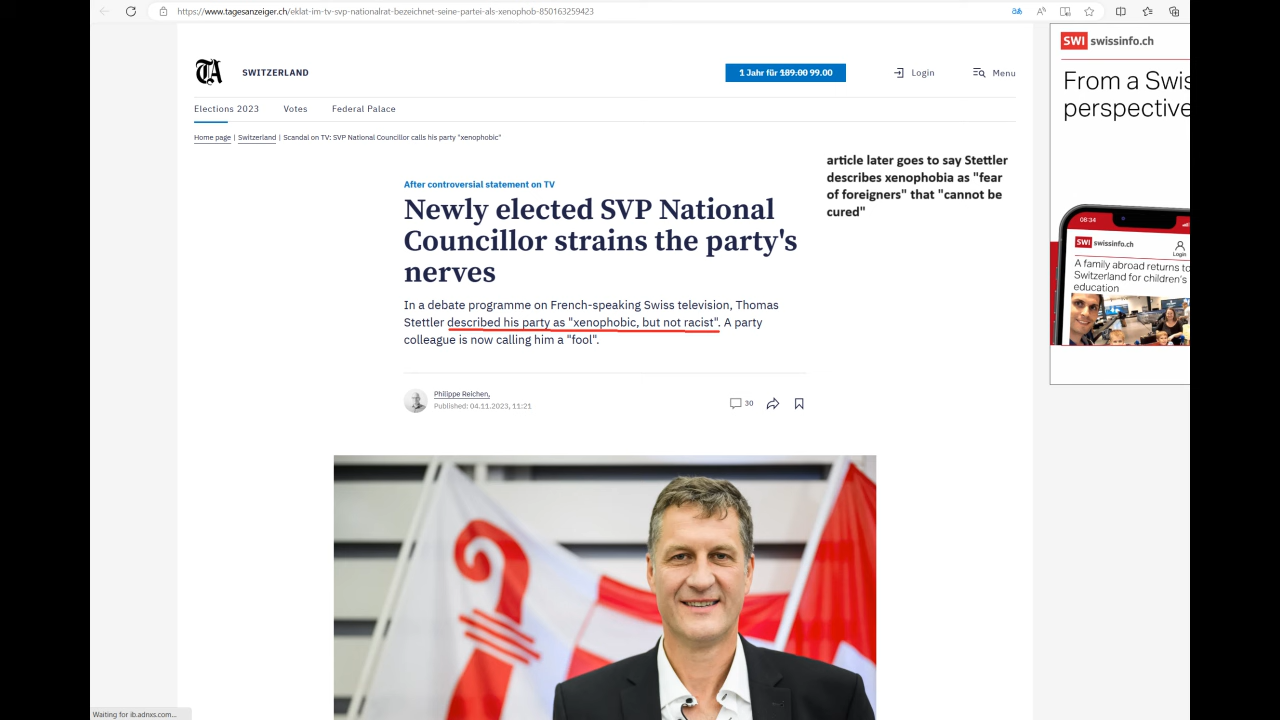 https://www.tagesanzeiger.ch/eklat-im-tv-svp-nationalrat-bezeichnet-seine-partei-als-xenophob-850163259423
SWI swissinfo.ch
From a Swis
perspective
TA SWITZERLAND
1 Jahr für 189.00 99.00
Login
Menu
Elections 2023 Votes Federal Palace
Home page | Switzerland | Scandal on TV: SVP National Councillor calls his party "xenophobic"
article later goes to say Stettler
describes xenophobia as "fear
of foreigners" that "cannot be
cured"
After controversial statement on TV
Newly elected SVP National
Councillor strains the party's
nerves
In a debate programme on French-speaking Swiss television, Thomas
Stettler described his party as "xenophobic, but not racist". A party
colleague is now calling him a "fool".
Philippe Reichen,
Published: 04.11.2023, 11:21
30
08:34
SWI swissinfo.ch
Login
A family abroad returns to
Switzerland for children's
education
Waiting for ib.adnxs.com...